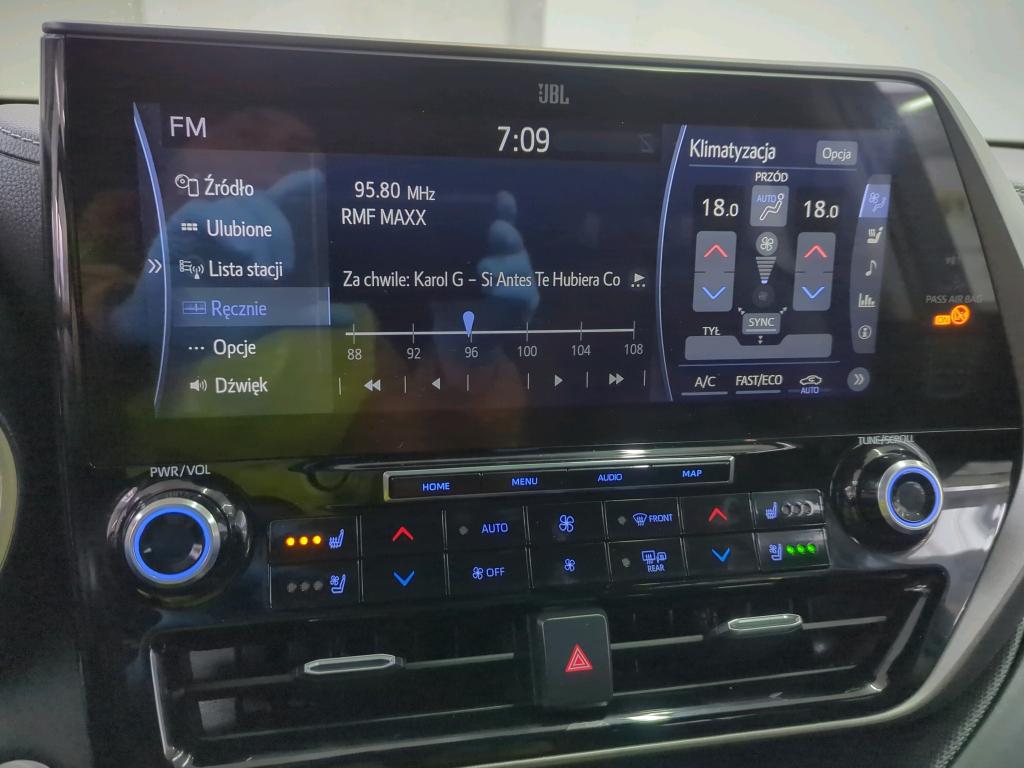 JBL
FM
7:09
Źródło
Ulubione
Lista stacji
Ręcznie
Opcje
Dźwięk
95.80 MHz
RMF MAXX
Za chwile: Karol G – Si Antes Te Hubiera Co
88 92 96 100 104 108
Klimatyzacja
Opcja
PRZÓD
18.0 AUTO 18.0
SYNC
TYŁ
A/C FAST/ECO AUTO
PASS AIR BAG
ON OFF
PWR/VOL
TUNE/SCROLL
HOME MENU AUDIO MAP
AUTO FRONT
OFF REAR